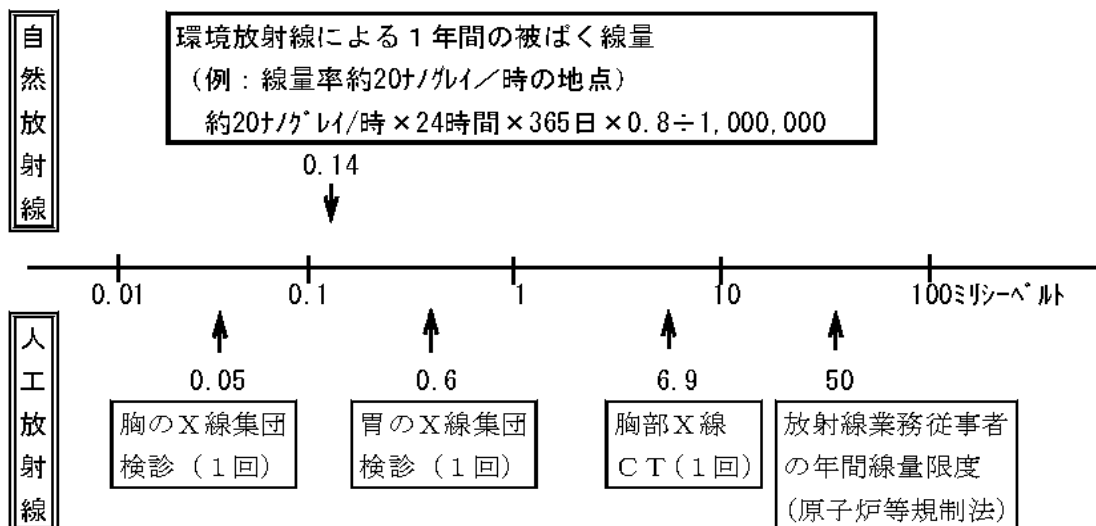 自然放射線
環境放射線による1年間の被ばく線量
(例:線量率約20ﾅﾉｸﾞﾚｲ/時の地点)
約20ﾅﾉｸﾞﾚｲ/時×24時間×365日×0.8÷1,000,000
0.14
0.01
0.1
1
10
100ﾐﾘｼｰﾍﾞﾙﾄ
人工放射線
0.05
0.6
6.9
50
胸のX線集団
検診(1回)
胃のX線集団
検診(1回)
胸部X線
CT(1回)
放射線業務従事者
の年間線量限度
(原子炉等規制法)